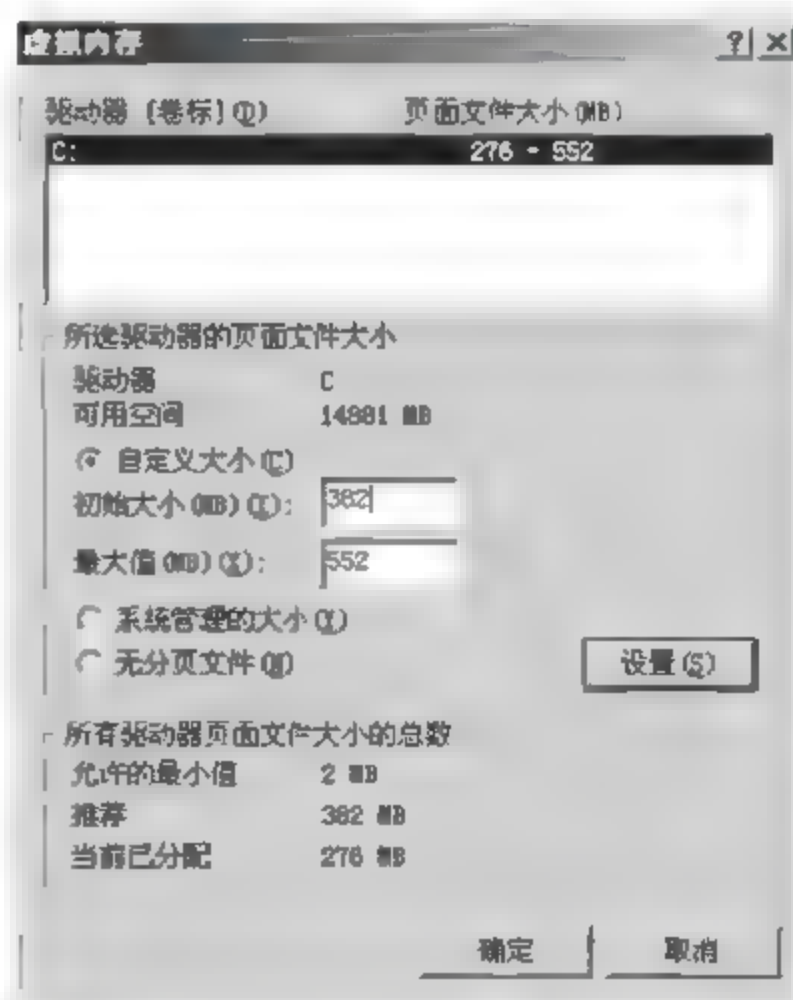 虚拟内存
驱动器 [卷标](D) 页面文件大小(MB)
C: 276 - 552
所选驱动器的页面文件大小
驱动器 C
可用空间 14981 MB
自定义大小(C)
初始大小(MB)(I): 382
最大值(MB)(X): 552
系统管理的大小(Y)
无分页文件(N)
设置(S)
所有驱动器页面文件大小的总数
允许的最小值 2 MB
推荐 382 MB
当前已分配 276 MB
确定 取消